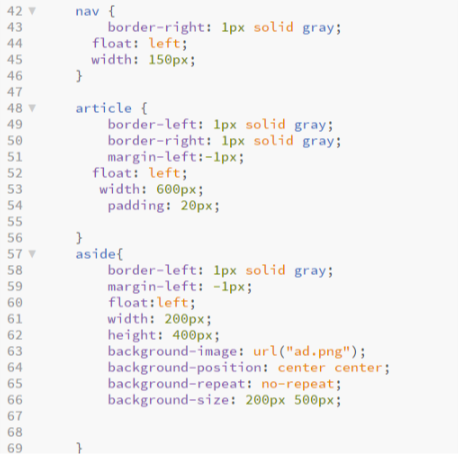 42 ▼ nav {
43 border-right: 1px solid gray;
44 float: left;
45 width: 150px;
46 }
47
48 ▼ article {
49 border-left: 1px solid gray;
50 border-right: 1px solid gray;
51 margin-left:-1px;
52 float: left;
53 width: 600px;
54 padding: 20px;
55
56 }
57 ▼ aside{
58 border-left: 1px solid gray;
59 margin-left: -1px;
60 float:left;
61 width: 200px;
62 height: 400px;
63 background-image: url("ad.png");
64 background-position: center center;
65 background-repeat: no-repeat;
66 background-size: 200px 500px;
67
68
69 }